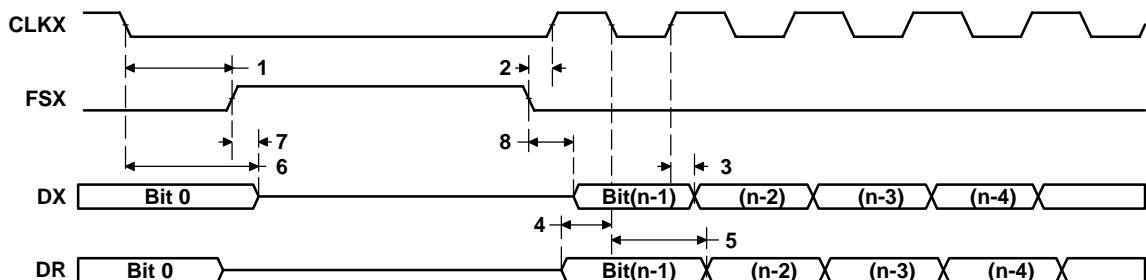 CLKX
1 2
FSX
7 8
6 3
DX Bit 0 Bit(n-1) (n-2) (n-3) (n-4)
4 5
DR Bit 0 Bit(n-1) (n-2) (n-3) (n-4)